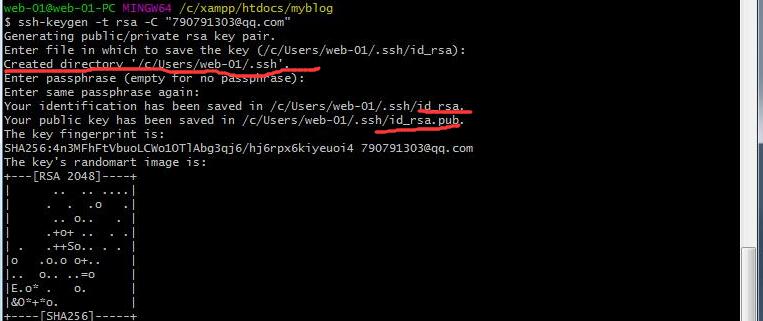 web-01@web-01-PC MINGW64 /c/xampp/htdocs/myblog
$ ssh-keygen -t rsa -C "790791303@qq.com"
Generating public/private rsa key pair.
Enter file in which to save the key (/c/Users/web-01/.ssh/id_rsa):
Created directory '/c/Users/web-01/.ssh'.
Enter passphrase (empty for no passphrase):
Enter same passphrase again:
Your identification has been saved in /c/Users/web-01/.ssh/id_rsa.
Your public key has been saved in /c/Users/web-01/.ssh/id_rsa.pub.
The key fingerprint is:
SHA256:4n3MFhFtVbuoLCWo1OTlAbg3qj6/hj6rpx6kiyeuoi4 790791303@qq.com
The key's randomart image is:
+---[RSA 2048]----+
|      ..  .. ....|
|     .  .  .o   .|
|      .. o..   . |
|     .+o+ ..  . .|
| .   .++So.. . . |
|o   .o.o o+..    |
|..  o.. ..=o     |
|E.o* .   o.      |
|&O*+*o.          |
+----[SHA256]-----+